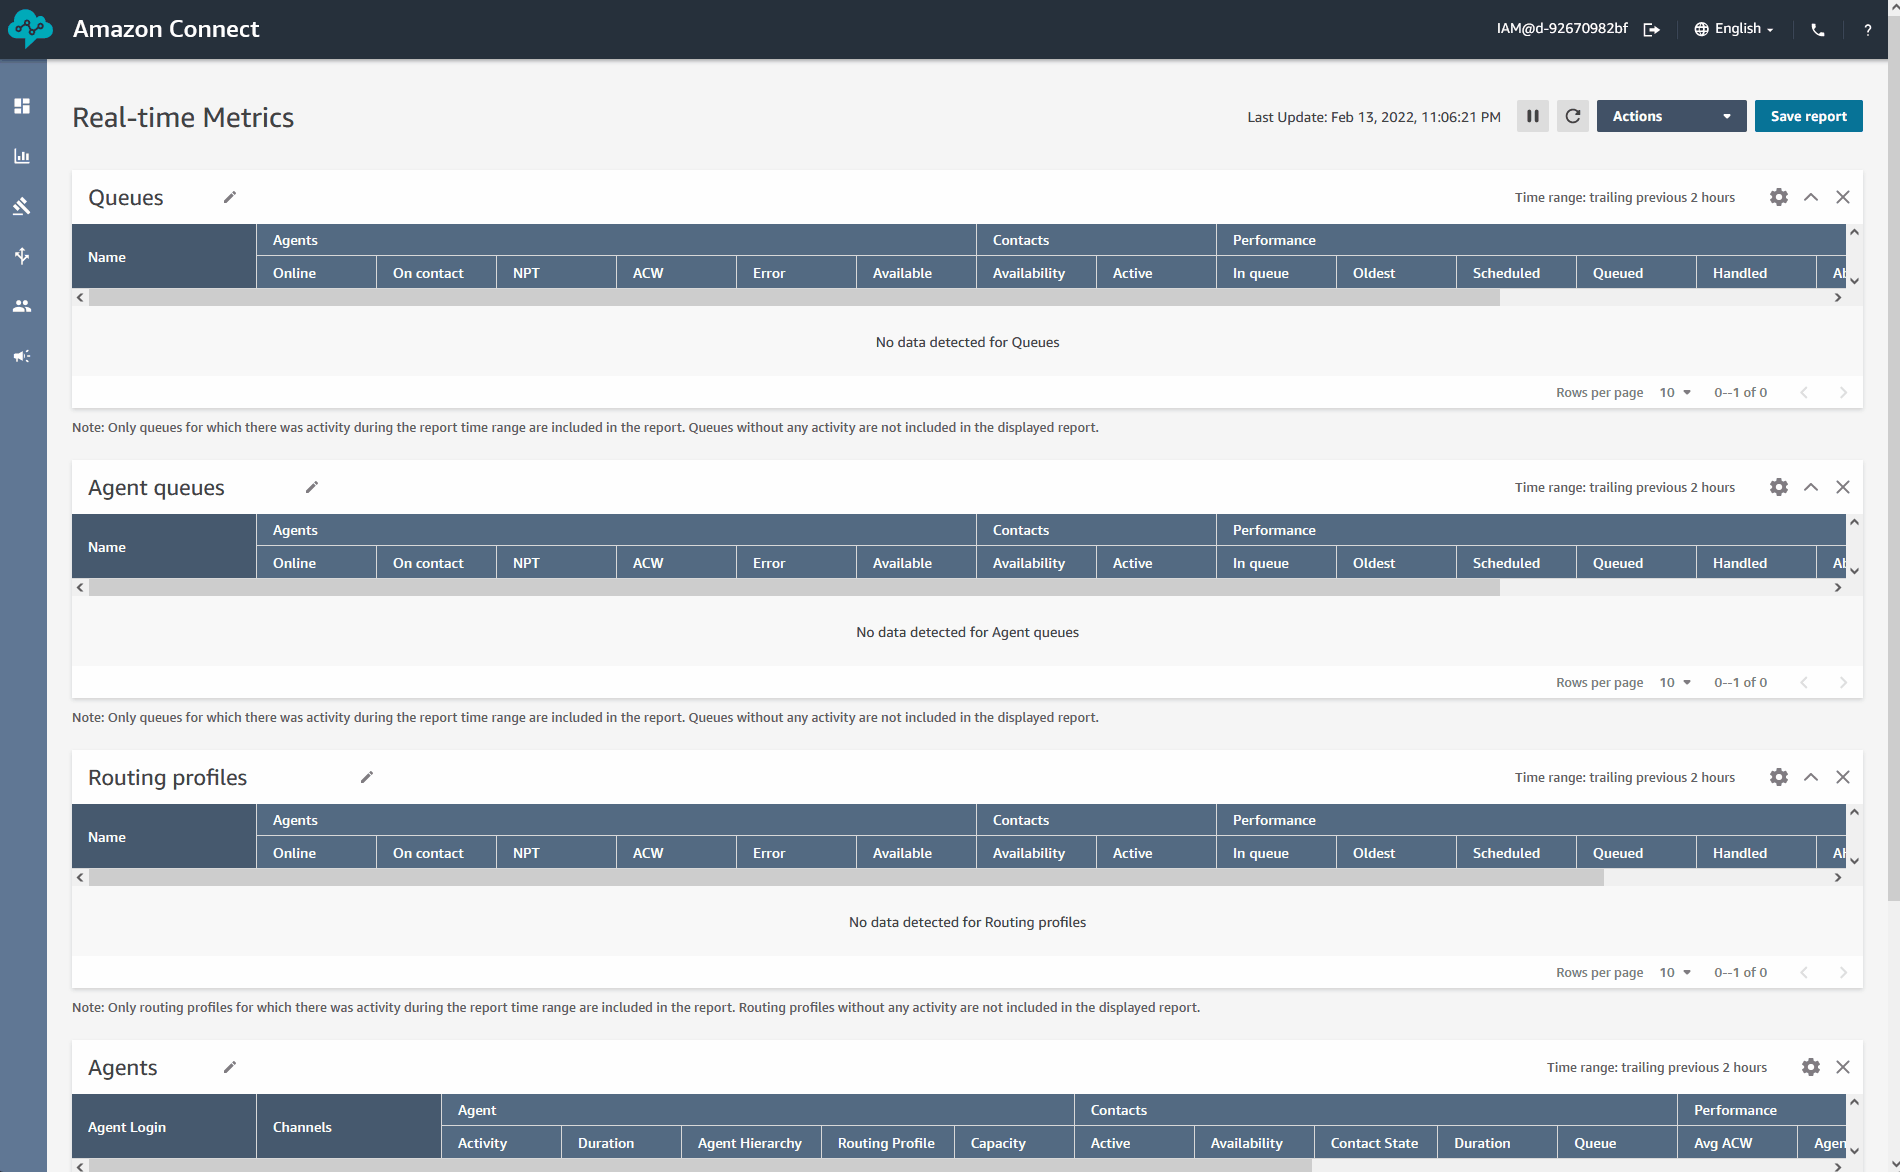 Amazon Connect
IAM@d-92670982bf English ?
Real-time Metrics
Last Update: Feb 13, 2022, 11:06:21 PM Actions Save report
Queues Time range: trailing previous 2 hours
Agents Contacts Performance
Name
Online On contact NPT ACW Error Available Availability Active In queue Oldest Scheduled Queued Handled
No data detected for Queues
Rows per page 10 0--1 of 0
Note: Only queues for which there was activity during the report time range are included in the report. Queues without any activity are not included in the displayed report.
Agent queues Time range: trailing previous 2 hours
Agents Contacts Performance
Name
Online On contact NPT ACW Error Available Availability Active In queue Oldest Scheduled Queued Handled
No data detected for Agent queues
Rows per page 10 0--1 of 0
Note: Only queues for which there was activity during the report time range are included in the report. Queues without any activity are not included in the displayed report.
Routing profiles Time range: trailing previous 2 hours
Agents Contacts Performance
Name
Online On contact NPT ACW Error Available Availability Active In queue Oldest Scheduled Queued Handled
No data detected for Routing profiles
Rows per page 10 0--1 of 0
Note: Only routing profiles for which there was activity during the report time range are included in the report. Routing profiles without any activity are not included in the displayed report.
Agents Time range: trailing previous 2 hours
Agent Contacts Performance
Agent Login Channels
Activity Duration Agent Hierarchy Routing Profile Capacity Active Availability Contact State Duration Queue Avg ACW Agen